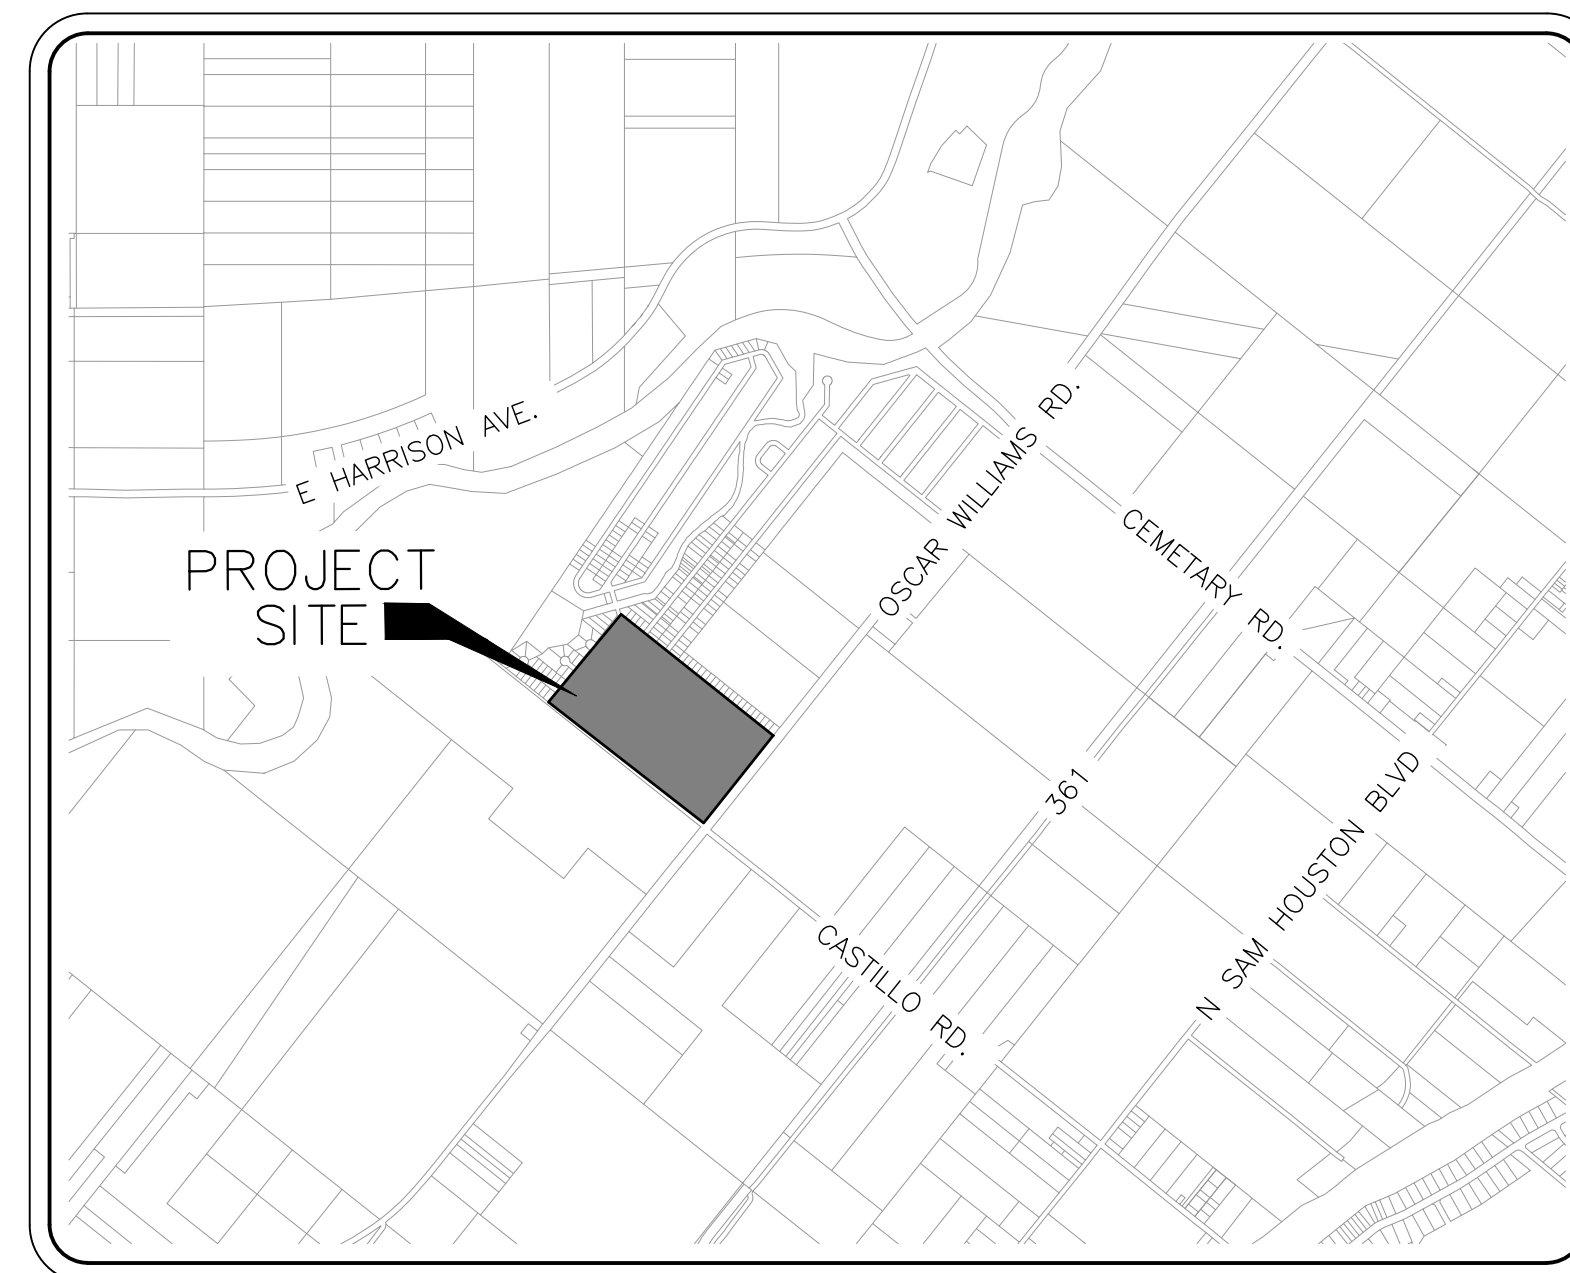 E HARRISON AVE.
OSCAR WILLIAMS RD.
CEMETARY RD.
PROJECT
SITE
361
N SAM HOUSTON BLVD
CASTILLO RD.